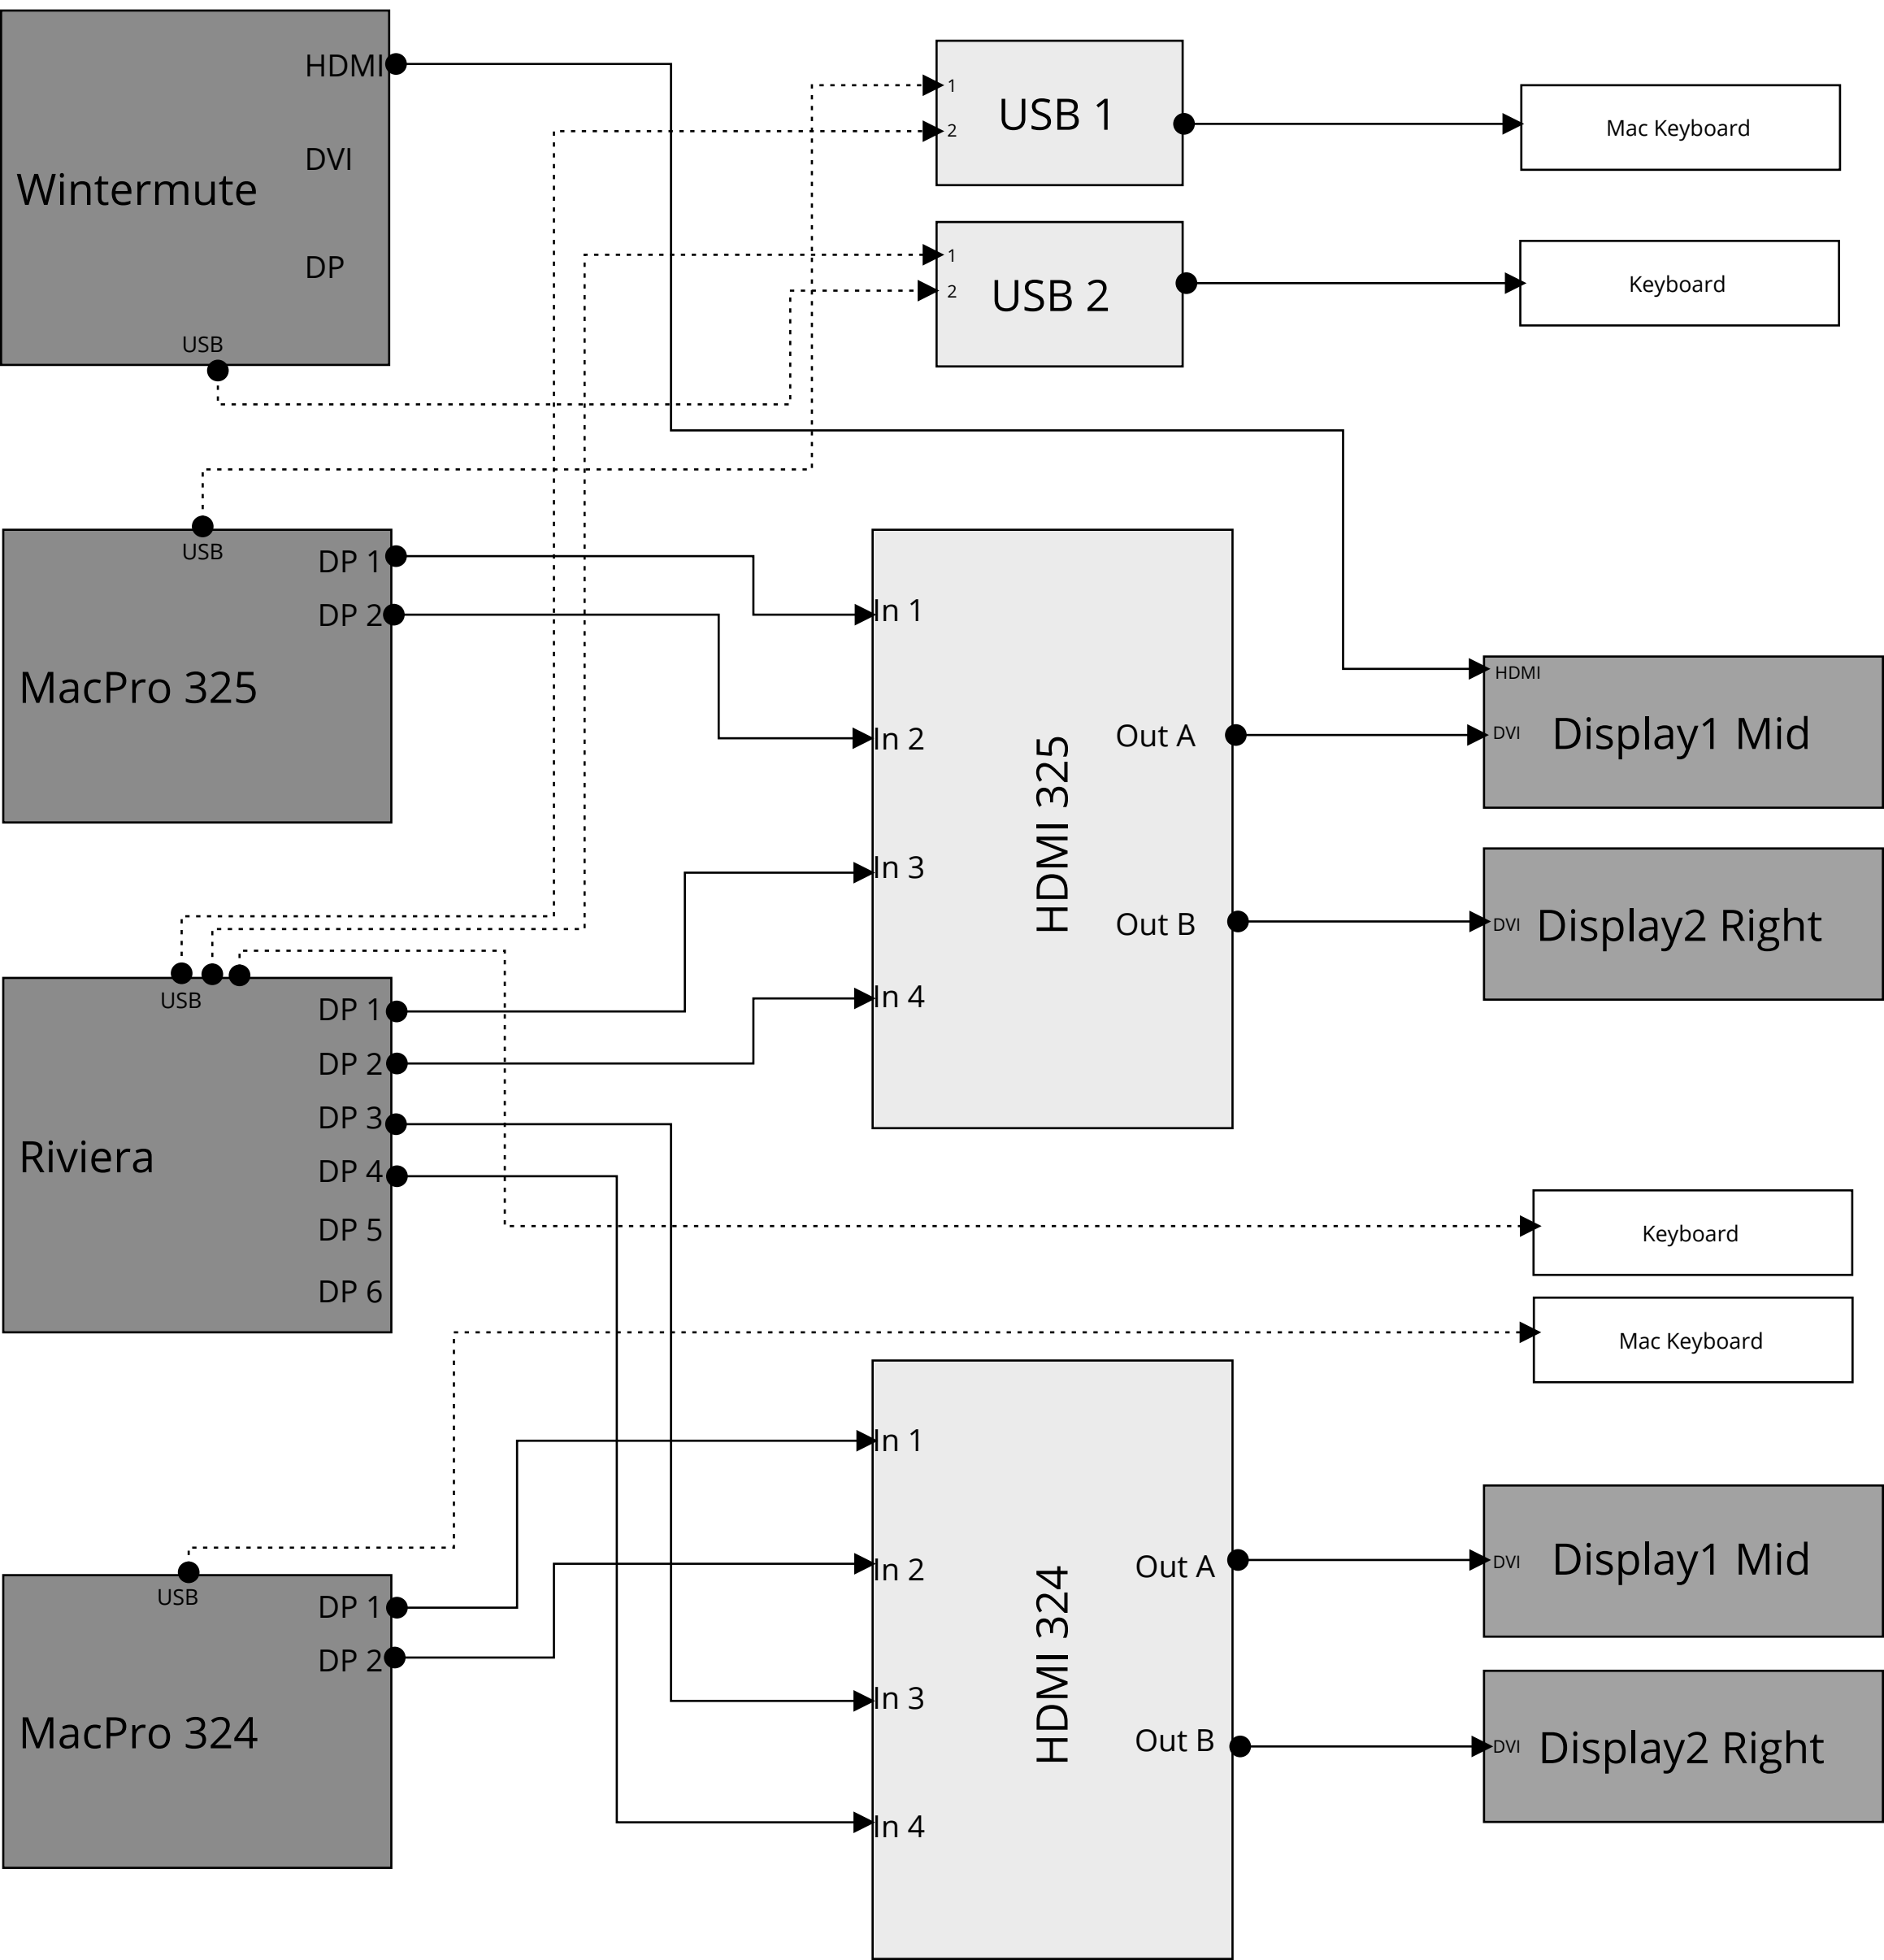 HDMI
DVI
Wintermute
DP
USB
1
USB 1
2
Mac Keyboard
1
USB 2
2
Keyboard
USB
DP 1
DP 2
MacPro 325
In 1
In 2
In 3
In 4
HDMI 325
Out A
Out B
HDMI
DVI
Display1 Mid
DVI
Display2 Right
USB
DP 1
DP 2
DP 3
Riviera
DP 4
DP 5
DP 6
Keyboard
Mac Keyboard
USB
DP 1
DP 2
MacPro 324
In 1
In 2
In 3
In 4
HDMI 324
Out A
Out B
DVI
Display1 Mid
DVI
Display2 Right